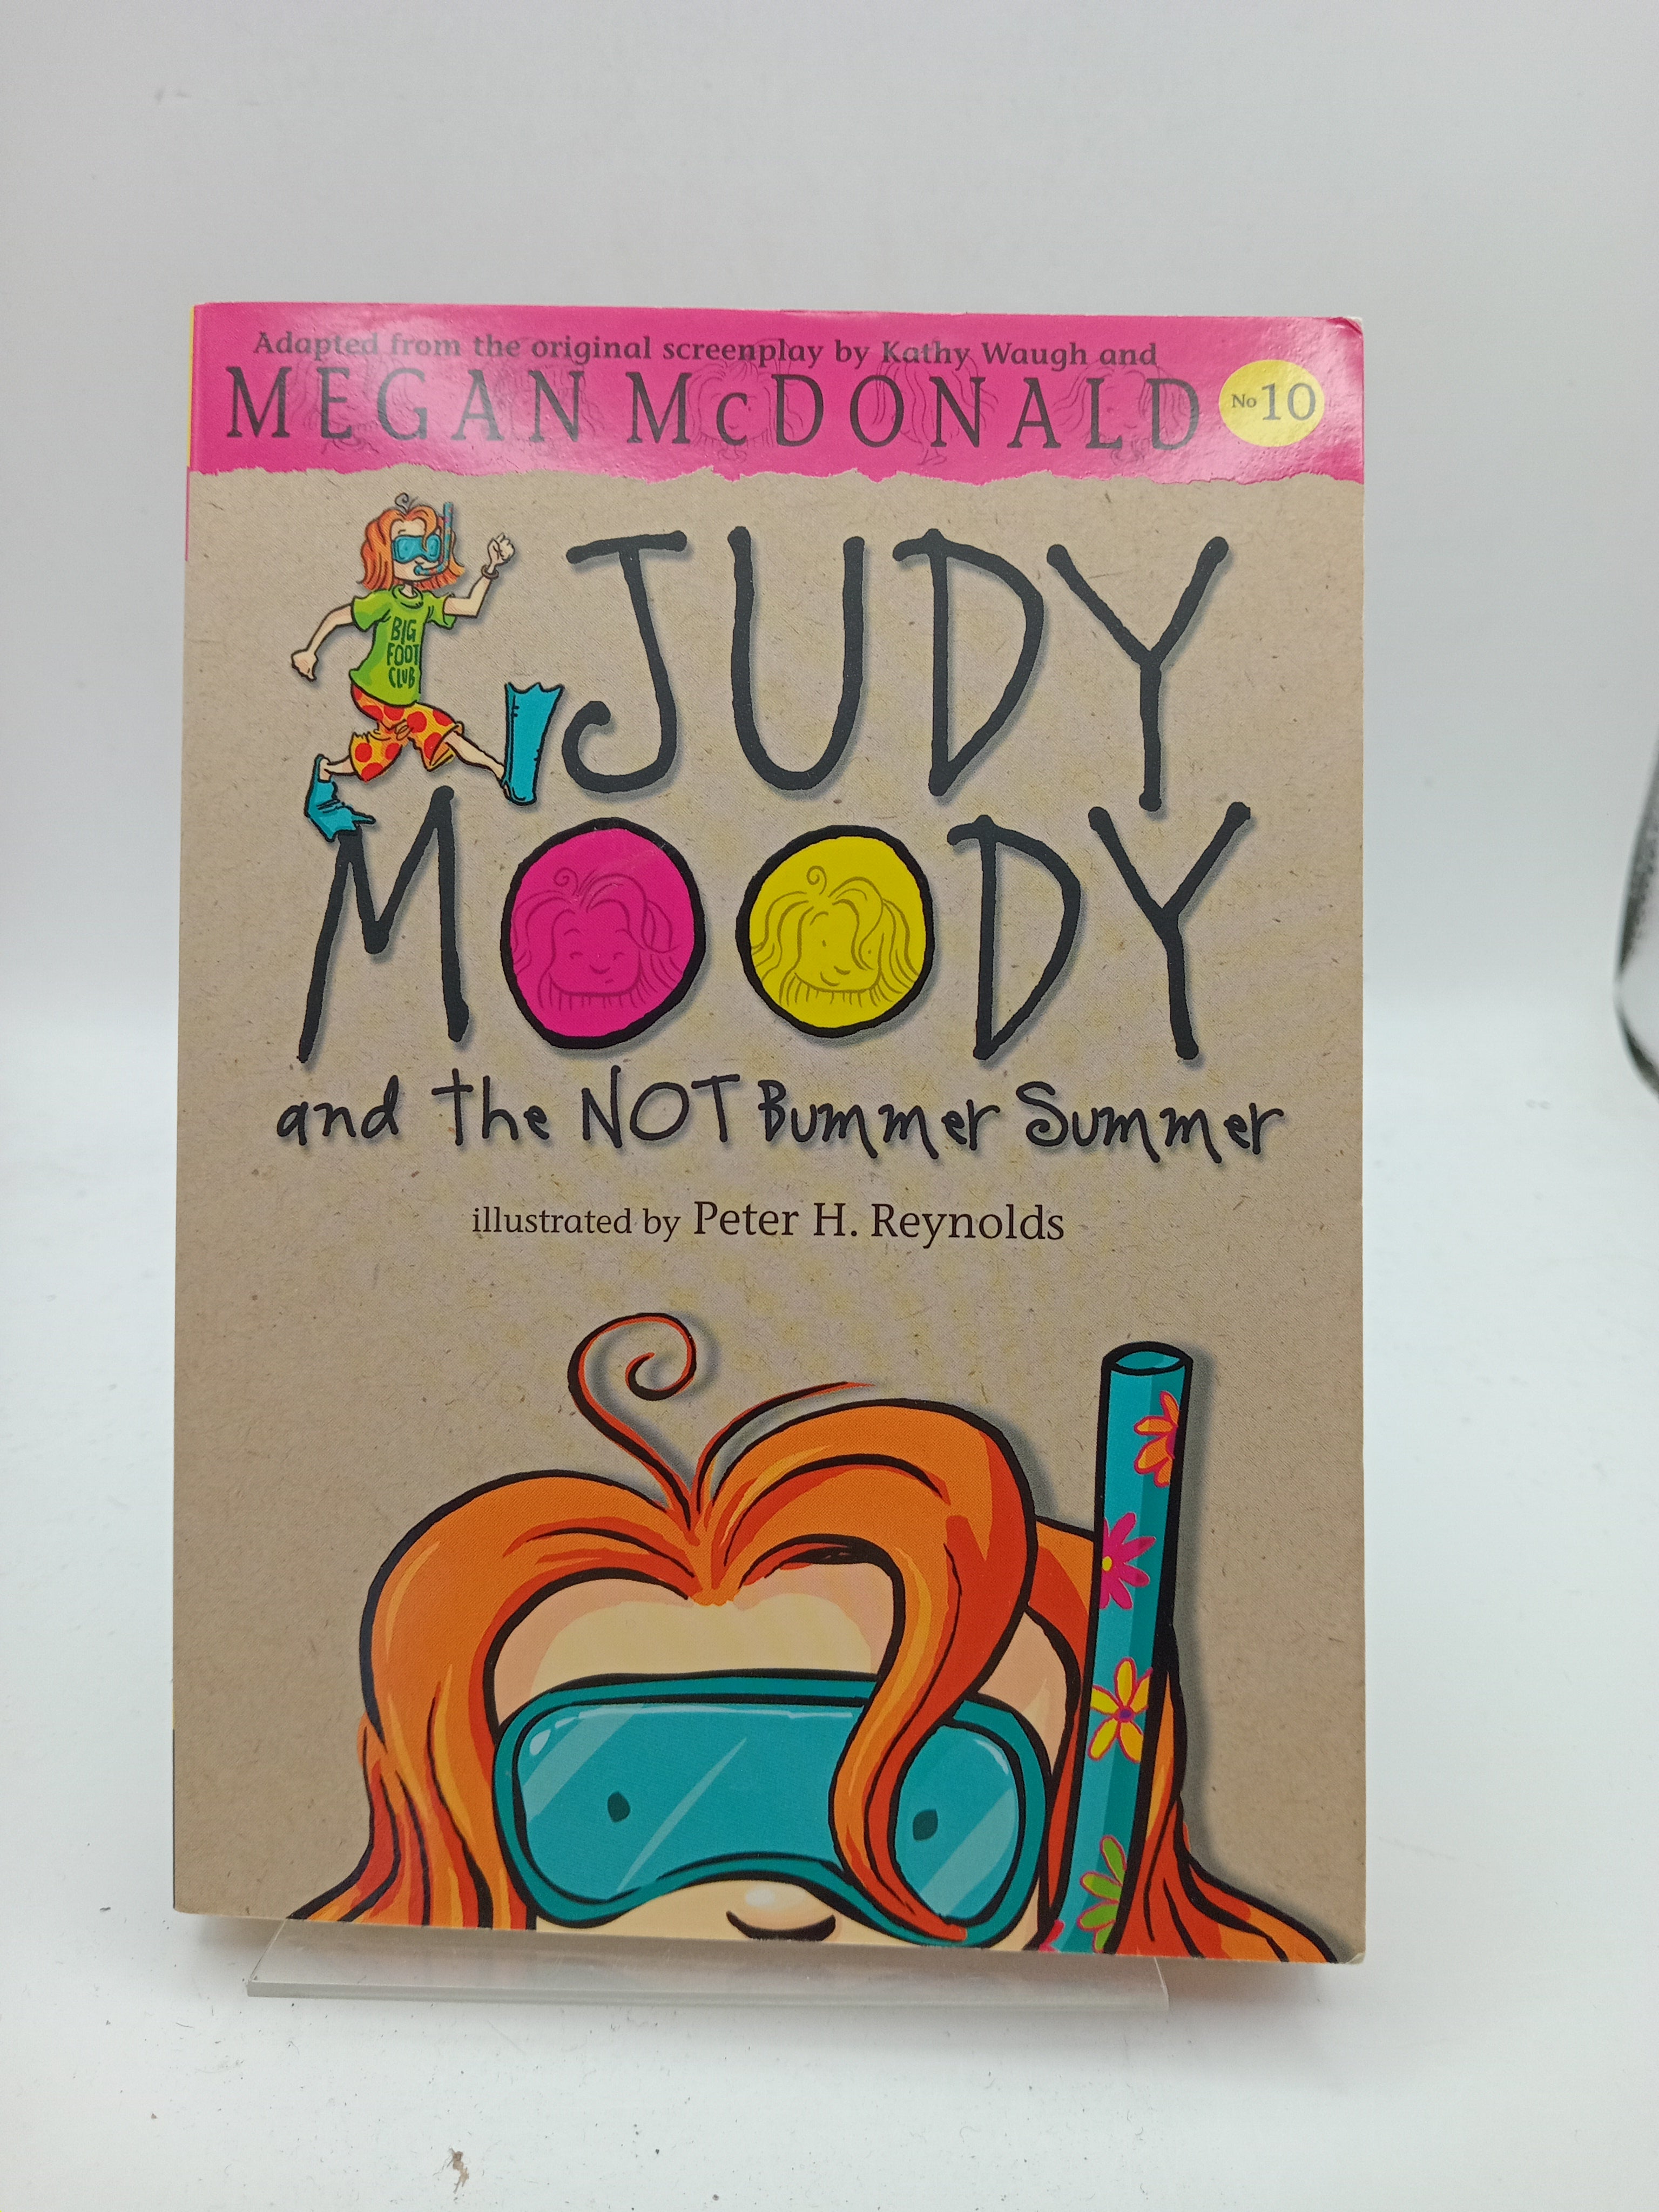 Adapted from the original screenplay by Kathy Waugh and
MEGAN McDONALD
No 10
BIG
FOOT
CLUB
JUDY
MOODY
and the NOT Bummer Summer
illustrated by Peter H. Reynolds